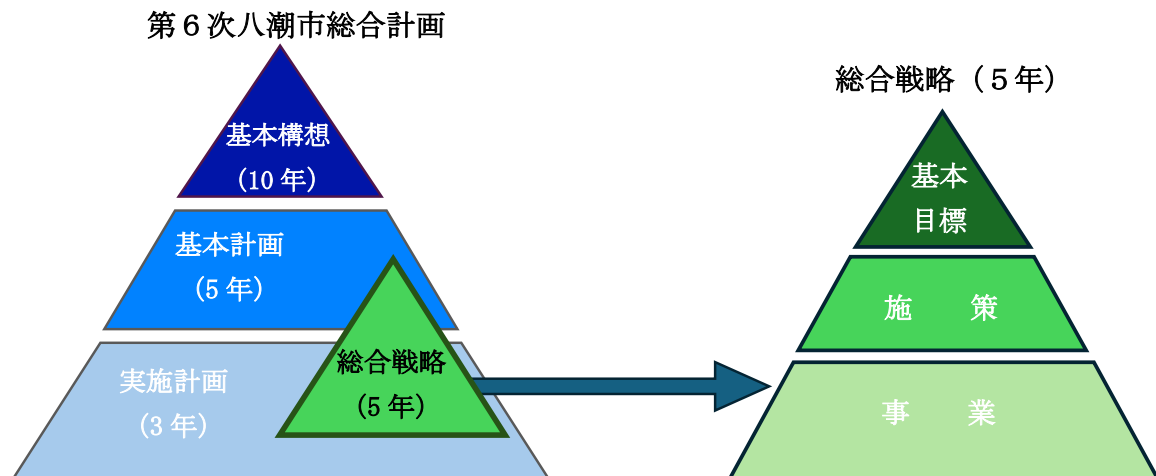 第６次八潮市総合計画
基本構想
（10 年）
基本計画
（5 年）
実施計画
（3 年）
総合戦略
（5 年）
総合戦略（５年）
基本
目標
施　　策
事　　業